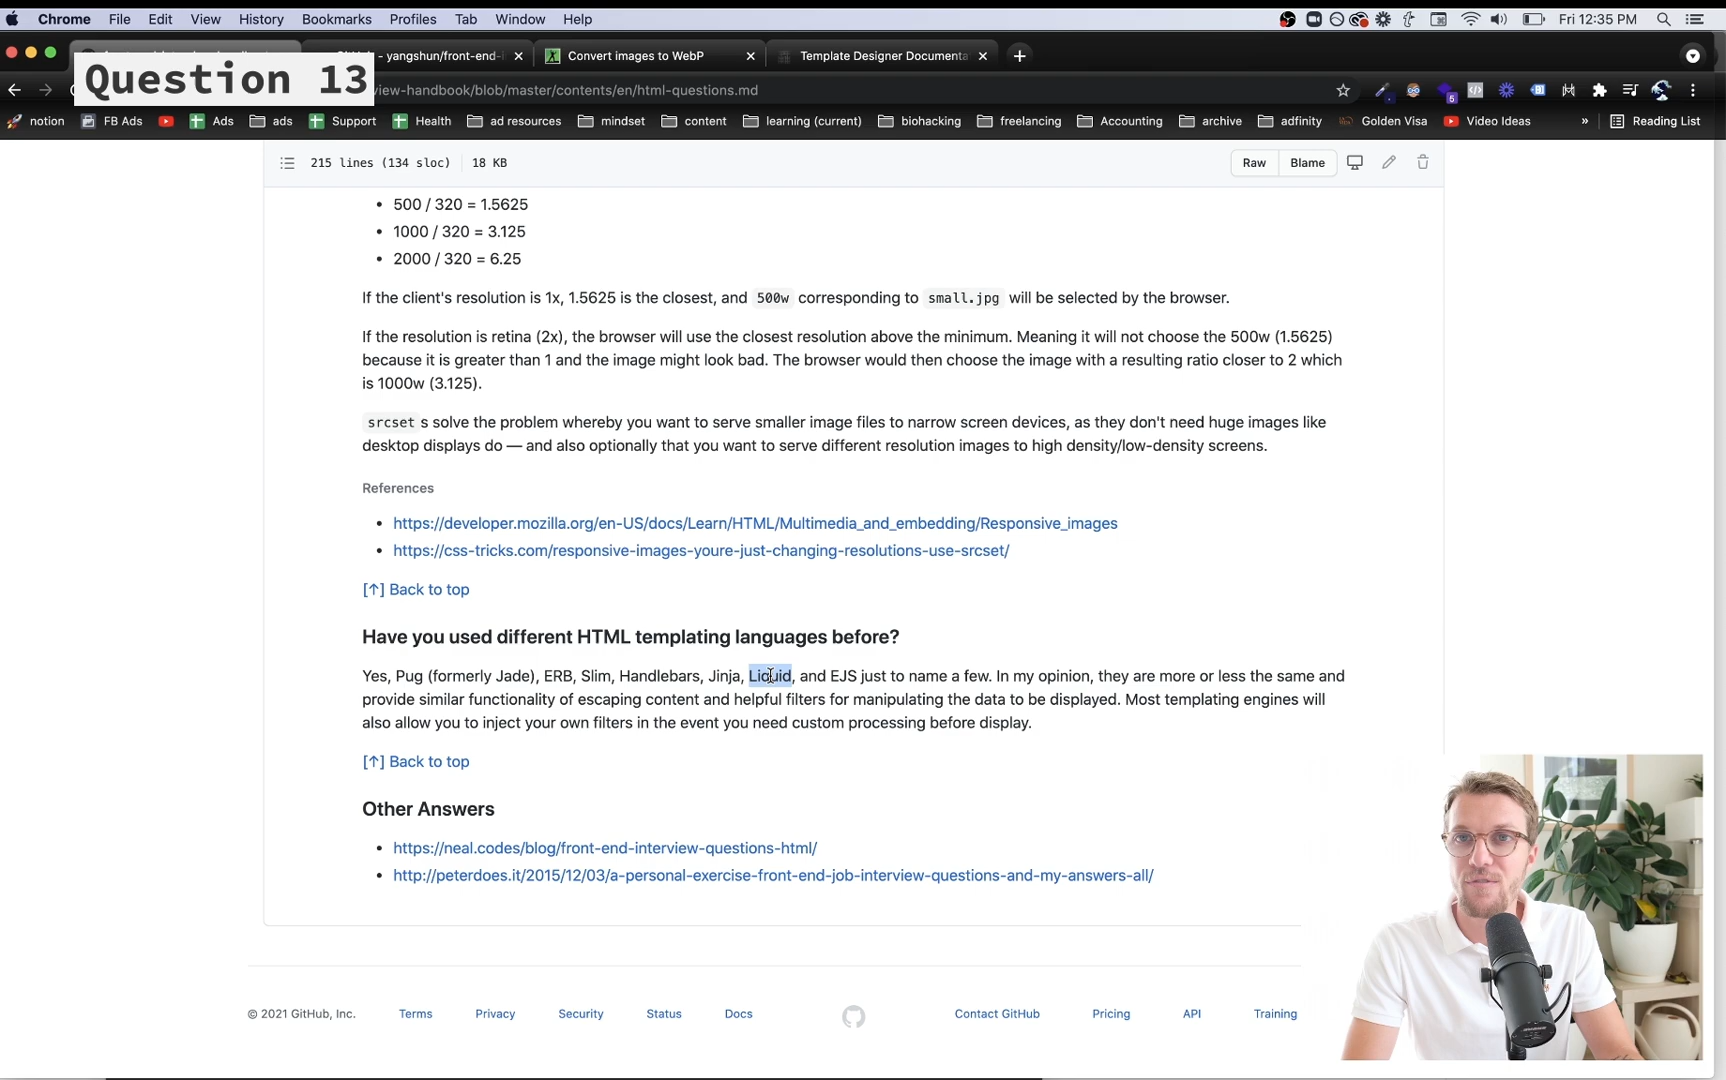 Chrome File Edit View History Bookmarks Profiles Tab Window Help Fri 12:35 PM
- yangshun/front-end- Convert images to WebP Template Designer Documenta
Question 13
view-handbook/blob/master/contents/en/html-questions.md
notion FB Ads Ads ads Support Health ad resources mindset content learning (current) biohacking freelancing Accounting archive adfinity Golden Visa Video Ideas » Reading List
215 lines (134 sloc) 18 KB Raw Blame
• 500 / 320 = 1.5625
• 1000 / 320 = 3.125
• 2000 / 320 = 6.25
If the client's resolution is 1x, 1.5625 is the closest, and 500w corresponding to small.jpg will be selected by the browser.
If the resolution is retina (2x), the browser will use the closest resolution above the minimum. Meaning it will not choose the 500w (1.5625)
because it is greater than 1 and the image might look bad. The browser would then choose the image with a resulting ratio closer to 2 which
is 1000w (3.125).
srcset s solve the problem whereby you want to serve smaller image files to narrow screen devices, as they don't need huge images like
desktop displays do — and also optionally that you want to serve different resolution images to high density/low-density screens.
References
• https://developer.mozilla.org/en-US/docs/Learn/HTML/Multimedia_and_embedding/Responsive_images
• https://css-tricks.com/responsive-images-youre-just-changing-resolutions-use-srcset/
[↑] Back to top
Have you used different HTML templating languages before?
Yes, Pug (formerly Jade), ERB, Slim, Handlebars, Jinja, Liquid, and EJS just to name a few. In my opinion, they are more or less the same and
provide similar functionality of escaping content and helpful filters for manipulating the data to be displayed. Most templating engines will
also allow you to inject your own filters in the event you need custom processing before display.
[↑] Back to top
Other Answers
• https://neal.codes/blog/front-end-interview-questions-html/
• http://peterdoes.it/2015/12/03/a-personal-exercise-front-end-job-interview-questions-and-my-answers-all/
© 2021 GitHub, Inc. Terms Privacy Security Status Docs Contact GitHub Pricing API Training